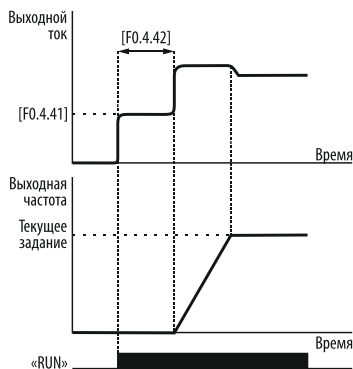 Выходной
ток
[F0.4.42]
[F0.4.41]
Время
Выходная
частота
Текущее
задание
Время
«RUN»